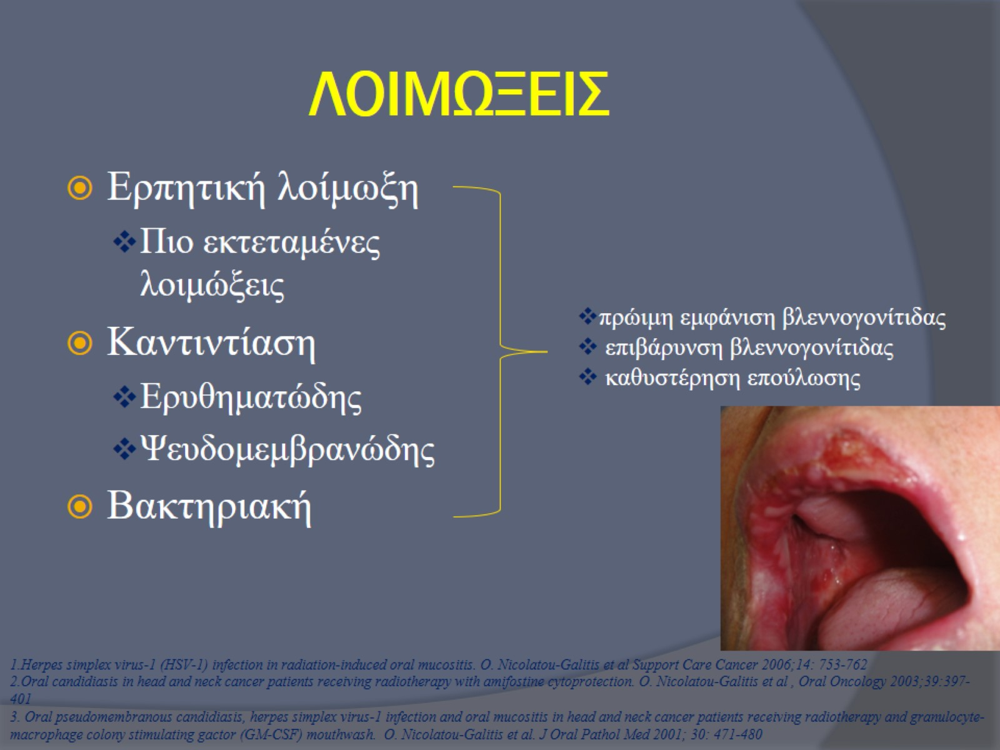 ΛΟΙΜΩΞΕΙΣ
Ερπητική λοίμωξη
Πιο εκτεταμένες
λοιμώξεις
Καντιντίαση
Ερυθηματώδης
Ψευδομεμβρανώδης
Βακτηριακή
πρώιμη εμφάνιση βλεννογονίτιδας
επιβάρυνση βλεννογονίτιδας
καθυστέρηση επούλωσης
1.Herpes simplex virus-1 (HSV-1) infection in radiation-induced oral mucositis. O. Nicolatou-Galitis et al Support Care Cancer 2006;14: 753-762
2.Oral candidiasis in head and neck cancer patients receiving radiotherapy with amifostine cytoprotection. O. Nicolatou-Galitis et al , Oral Oncology 2003;39:397-
401
3. Oral pseudomembranous candidiasis, herpes simplex virus-1 infection and oral mucositis in head and neck cancer patients receiving radiotherapy and granulocyte-
macrophage colony stimulating gactor (GM-CSF) mouthwash. O. Nicolatou-Galitis et al. J Oral Pathol Med 2001; 30: 471-480